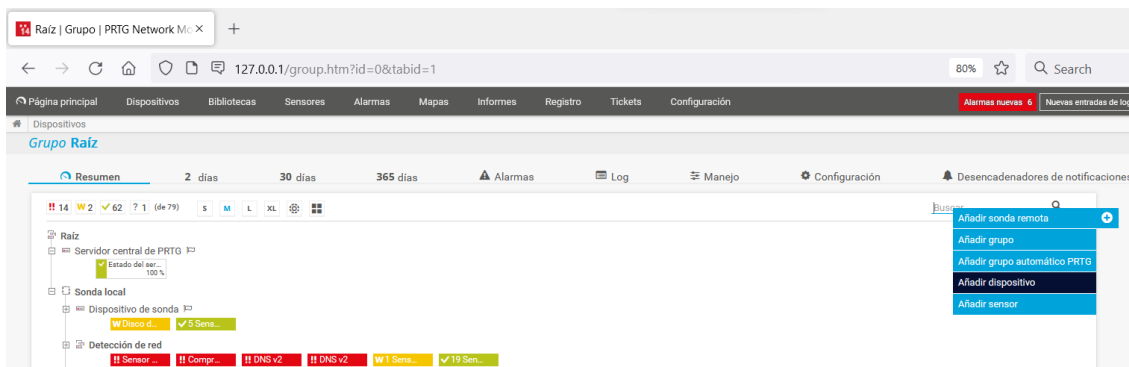 Raíz | Grupo | PRTG Network Mo
127.0.0.1/group.htm?id=0&tabid=1
80%
Search
Página principal Dispositivos Bibliotecas Sensores Alarmas Mapas Informes Registro Tickets Configuración Alarmas nuevas 6 Nuevas entradas de log
Dispositivos
Grupo Raíz
Resumen 2 días 30 días 365 días Alarmas Log Manejo Configuración Desencadenadores de notificaciones
!! 14 W 2 62 ? 1 (de 79) S M L XL
Añadir sonda remota
Raíz
Añadir grupo
Servidor central de PRTG
Añadir grupo automático PRTG
Estado del ser...
100 %
Añadir dispositivo
Sonda local
Añadir sensor
Dispositivo de sonda
W Disco d... 5 Sens...
Detección de red
!! Sensor ... !! Compr... !! DNS v2 !! DNS v2 W 1 Sens... 19 Sen...